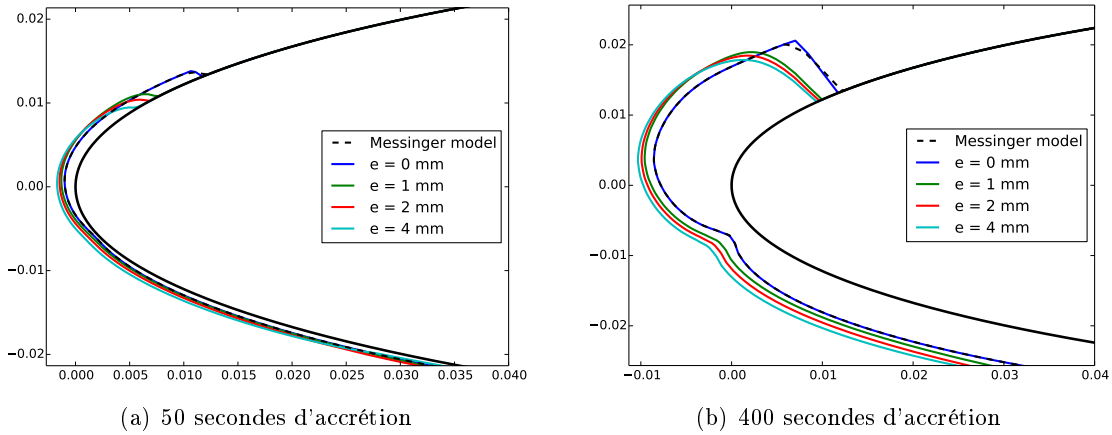 0.02
0.01
0.00
−0.01
−0.02
0.000 0.005 0.010 0.015 0.020 0.025 0.030 0.035 0.040
Messinger model
e = 0 mm
e = 1 mm
e = 2 mm
e = 4 mm
(a) 50 secondes d'accrétion
0.02
0.01
0.00
−0.01
−0.02
−0.01 0.00 0.01 0.02 0.03 0.04
Messinger model
e = 0 mm
e = 1 mm
e = 2 mm
e = 4 mm
(b) 400 secondes d'accrétion